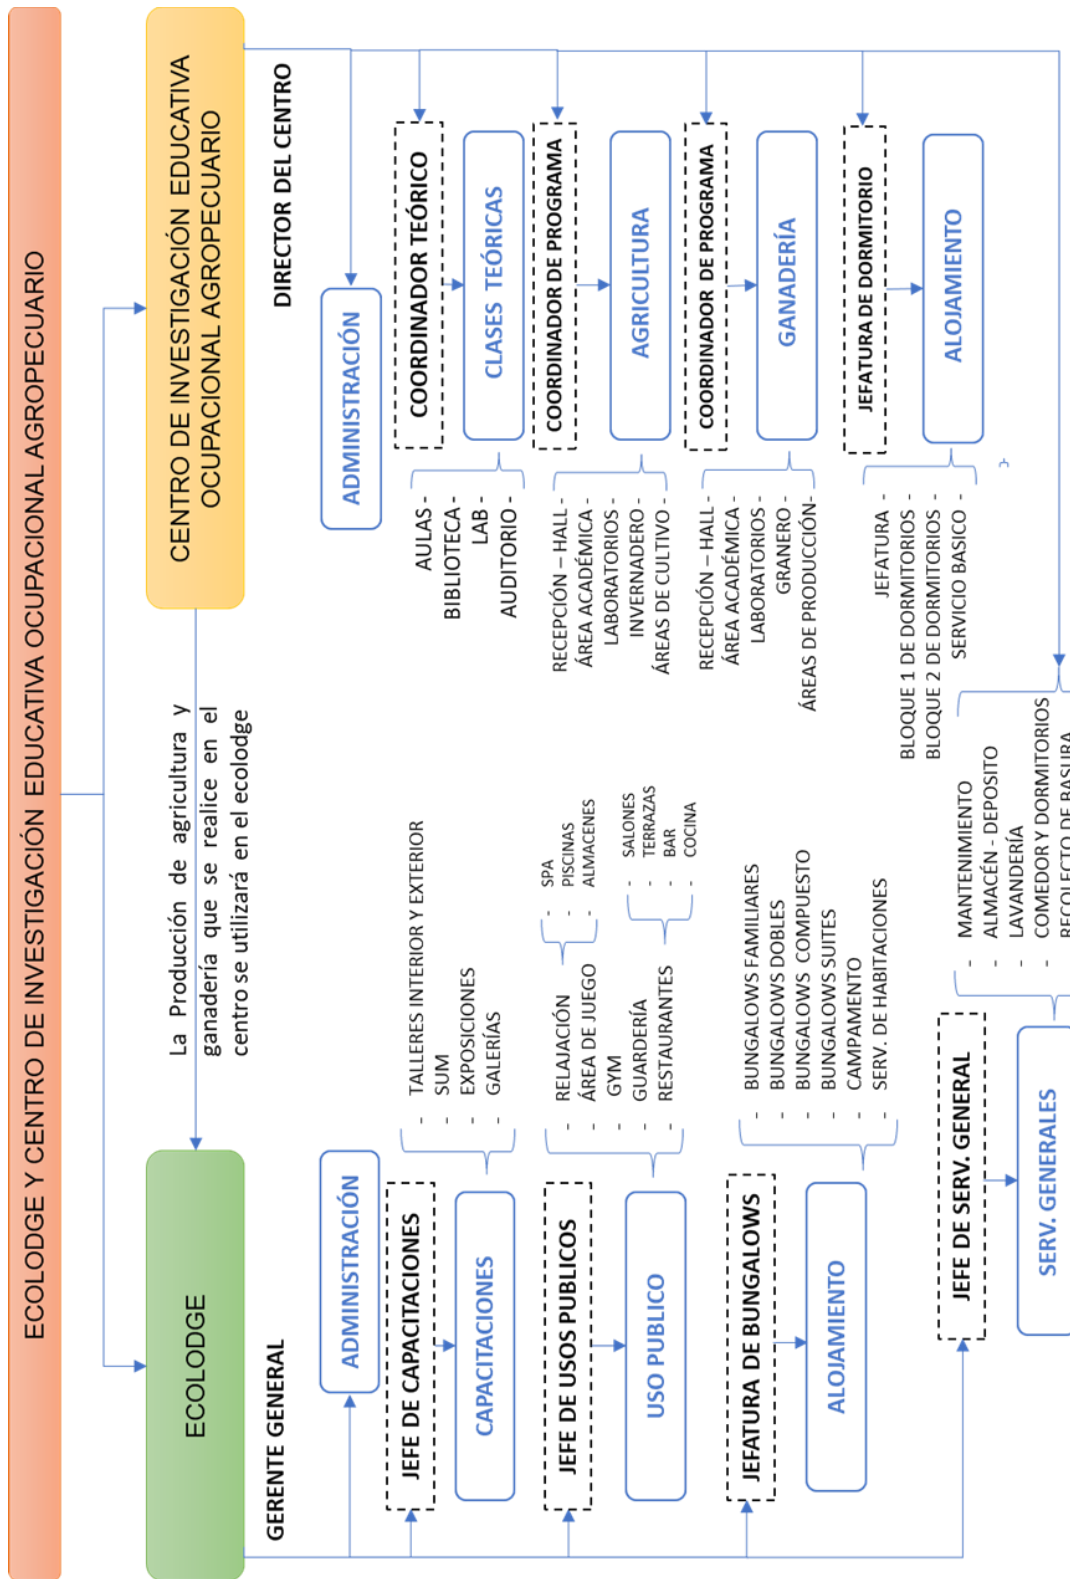 ECOLODGE Y CENTRO DE INVESTIGACIÓN EDUCATIVA OCUPACIONAL AGROPECUARIO
ECOLODGE
CENTRO DE INVESTIGACIÓN EDUCATIVA
OCUPACIONAL AGROPECUARIO
La Producción de agricultura y
ganadería que se realice en el
centro se utilizará en el ecolodge
GERENTE GENERAL
ADMINISTRACIÓN
JEFE DE CAPACITACIONES
CAPACITACIONES
- TALLERES INTERIOR Y EXTERIOR
- SUM
- EXPOSICIONES
- GALERÍAS
JEFE DE USOS PUBLICOS
USO PUBLICO
- RELAJACIÓN
- ÁREA DE JUEGO
- GYM
- GUARDERÍA
- RESTAURANTES
- SPA
- PISCINAS
- ALMACENES
- SALONES
- TERRAZAS
- BAR
- COCINA
JEFATURA DE BUNGALOWS
ALOJAMIENTO
- BUNGALOWS FAMILIARES
- BUNGALOWS DOBLES
- BUNGALOWS COMPUESTO
- BUNGALOWS SUITES
- CAMPAMENTO
- SERV. DE HABITACIONES
JEFE DE SERV. GENERAL
SERV. GENERALES
- MANTENIMIENTO
- ALMACÉN - DEPOSITO
- LAVANDERÍA
- COMEDOR Y DORMITORIOS
RECOLECTO DE BASURA
DIRECTOR DEL CENTRO
ADMINISTRACIÓN
COORDINADOR TEÓRICO
CLASES TEÓRICAS
AULAS -
BIBLIOTECA -
LAB -
AUDITORIO -
COORDINADOR DE PROGRAMA
AGRICULTURA
RECEPCIÓN – HALL -
ÁREA ACADÉMICA -
LABORATORIOS -
INVERNADERO -
ÁREAS DE CULTIVO -
COORDINADOR DE PROGRAMA
GANADERÍA
RECEPCIÓN – HALL -
ÁREA ACADÉMICA -
LABORATORIOS -
GRANERO -
ÁREAS DE PRODUCCIÓN-
JEFATURA DE DORMITORIO
ALOJAMIENTO
JEFATURA -
BLOQUE 1 DE DORMITORIOS -
BLOQUE 2 DE DORMITORIOS -
SERVICIO BASICO -